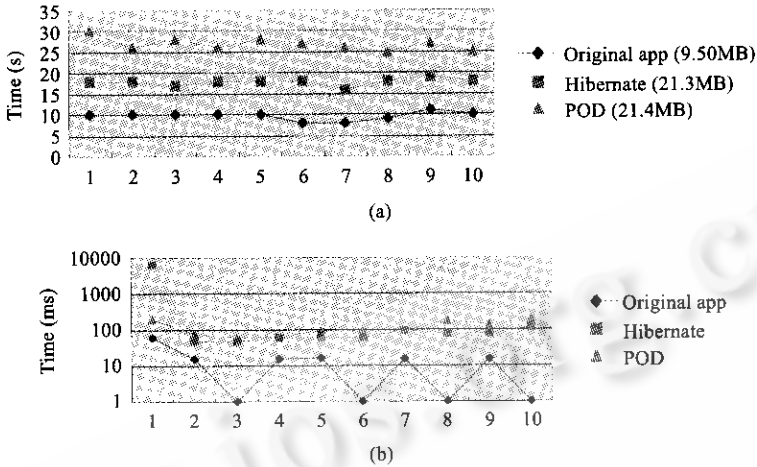 35
30
25
20
15
10
5
0
Time (s)
1 2 3 4 5 6 7 8 9 10
Original app (9.50MB)
Hibernate (21.3MB)
POD (21.4MB)
(a)
10000
1000
100
10
1
Time (ms)
1 2 3 4 5 6 7 8 9 10
Original app
Hibernate
POD
(b)